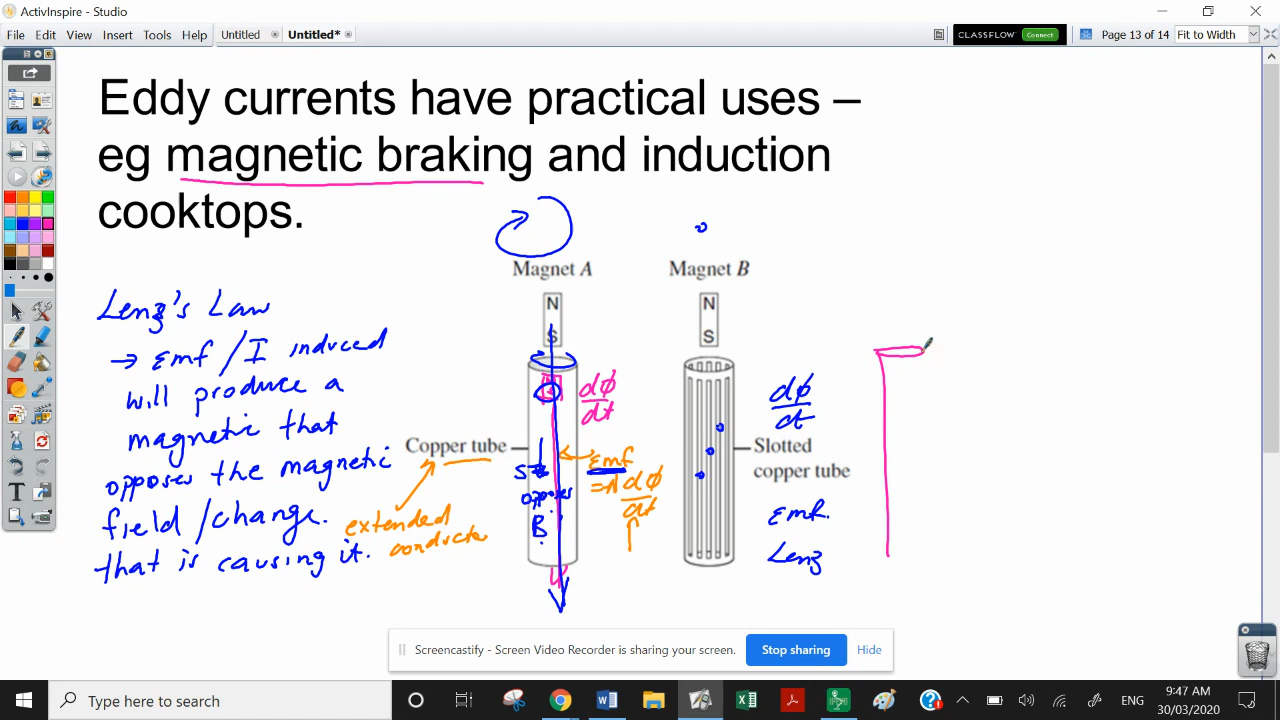 ActivInspire - Studio
File Edit View Insert Tools Help
Untitled
Untitled*
CLASSFLOW Connect
Page 13 of 14
Fit to Width
Eddy currents have practical uses –
eg magnetic braking and induction
cooktops.
Magnet A
Magnet B
N
S
N
S
Lenz's Law
→ Emf / I induced
will produce a
magnetic that
opposes the magnetic
field / change.
that is causing it.
Copper tube
extended
conductor
dϕ
dt
Emf
= N dϕ
dt
opposes
B
dϕ
dt
Slotted
copper tube
Emf.
Lenz
Screencastify - Screen Video Recorder is sharing your screen.
Stop sharing
Hide
Type here to search
ENG
9:47 AM
30/03/2020